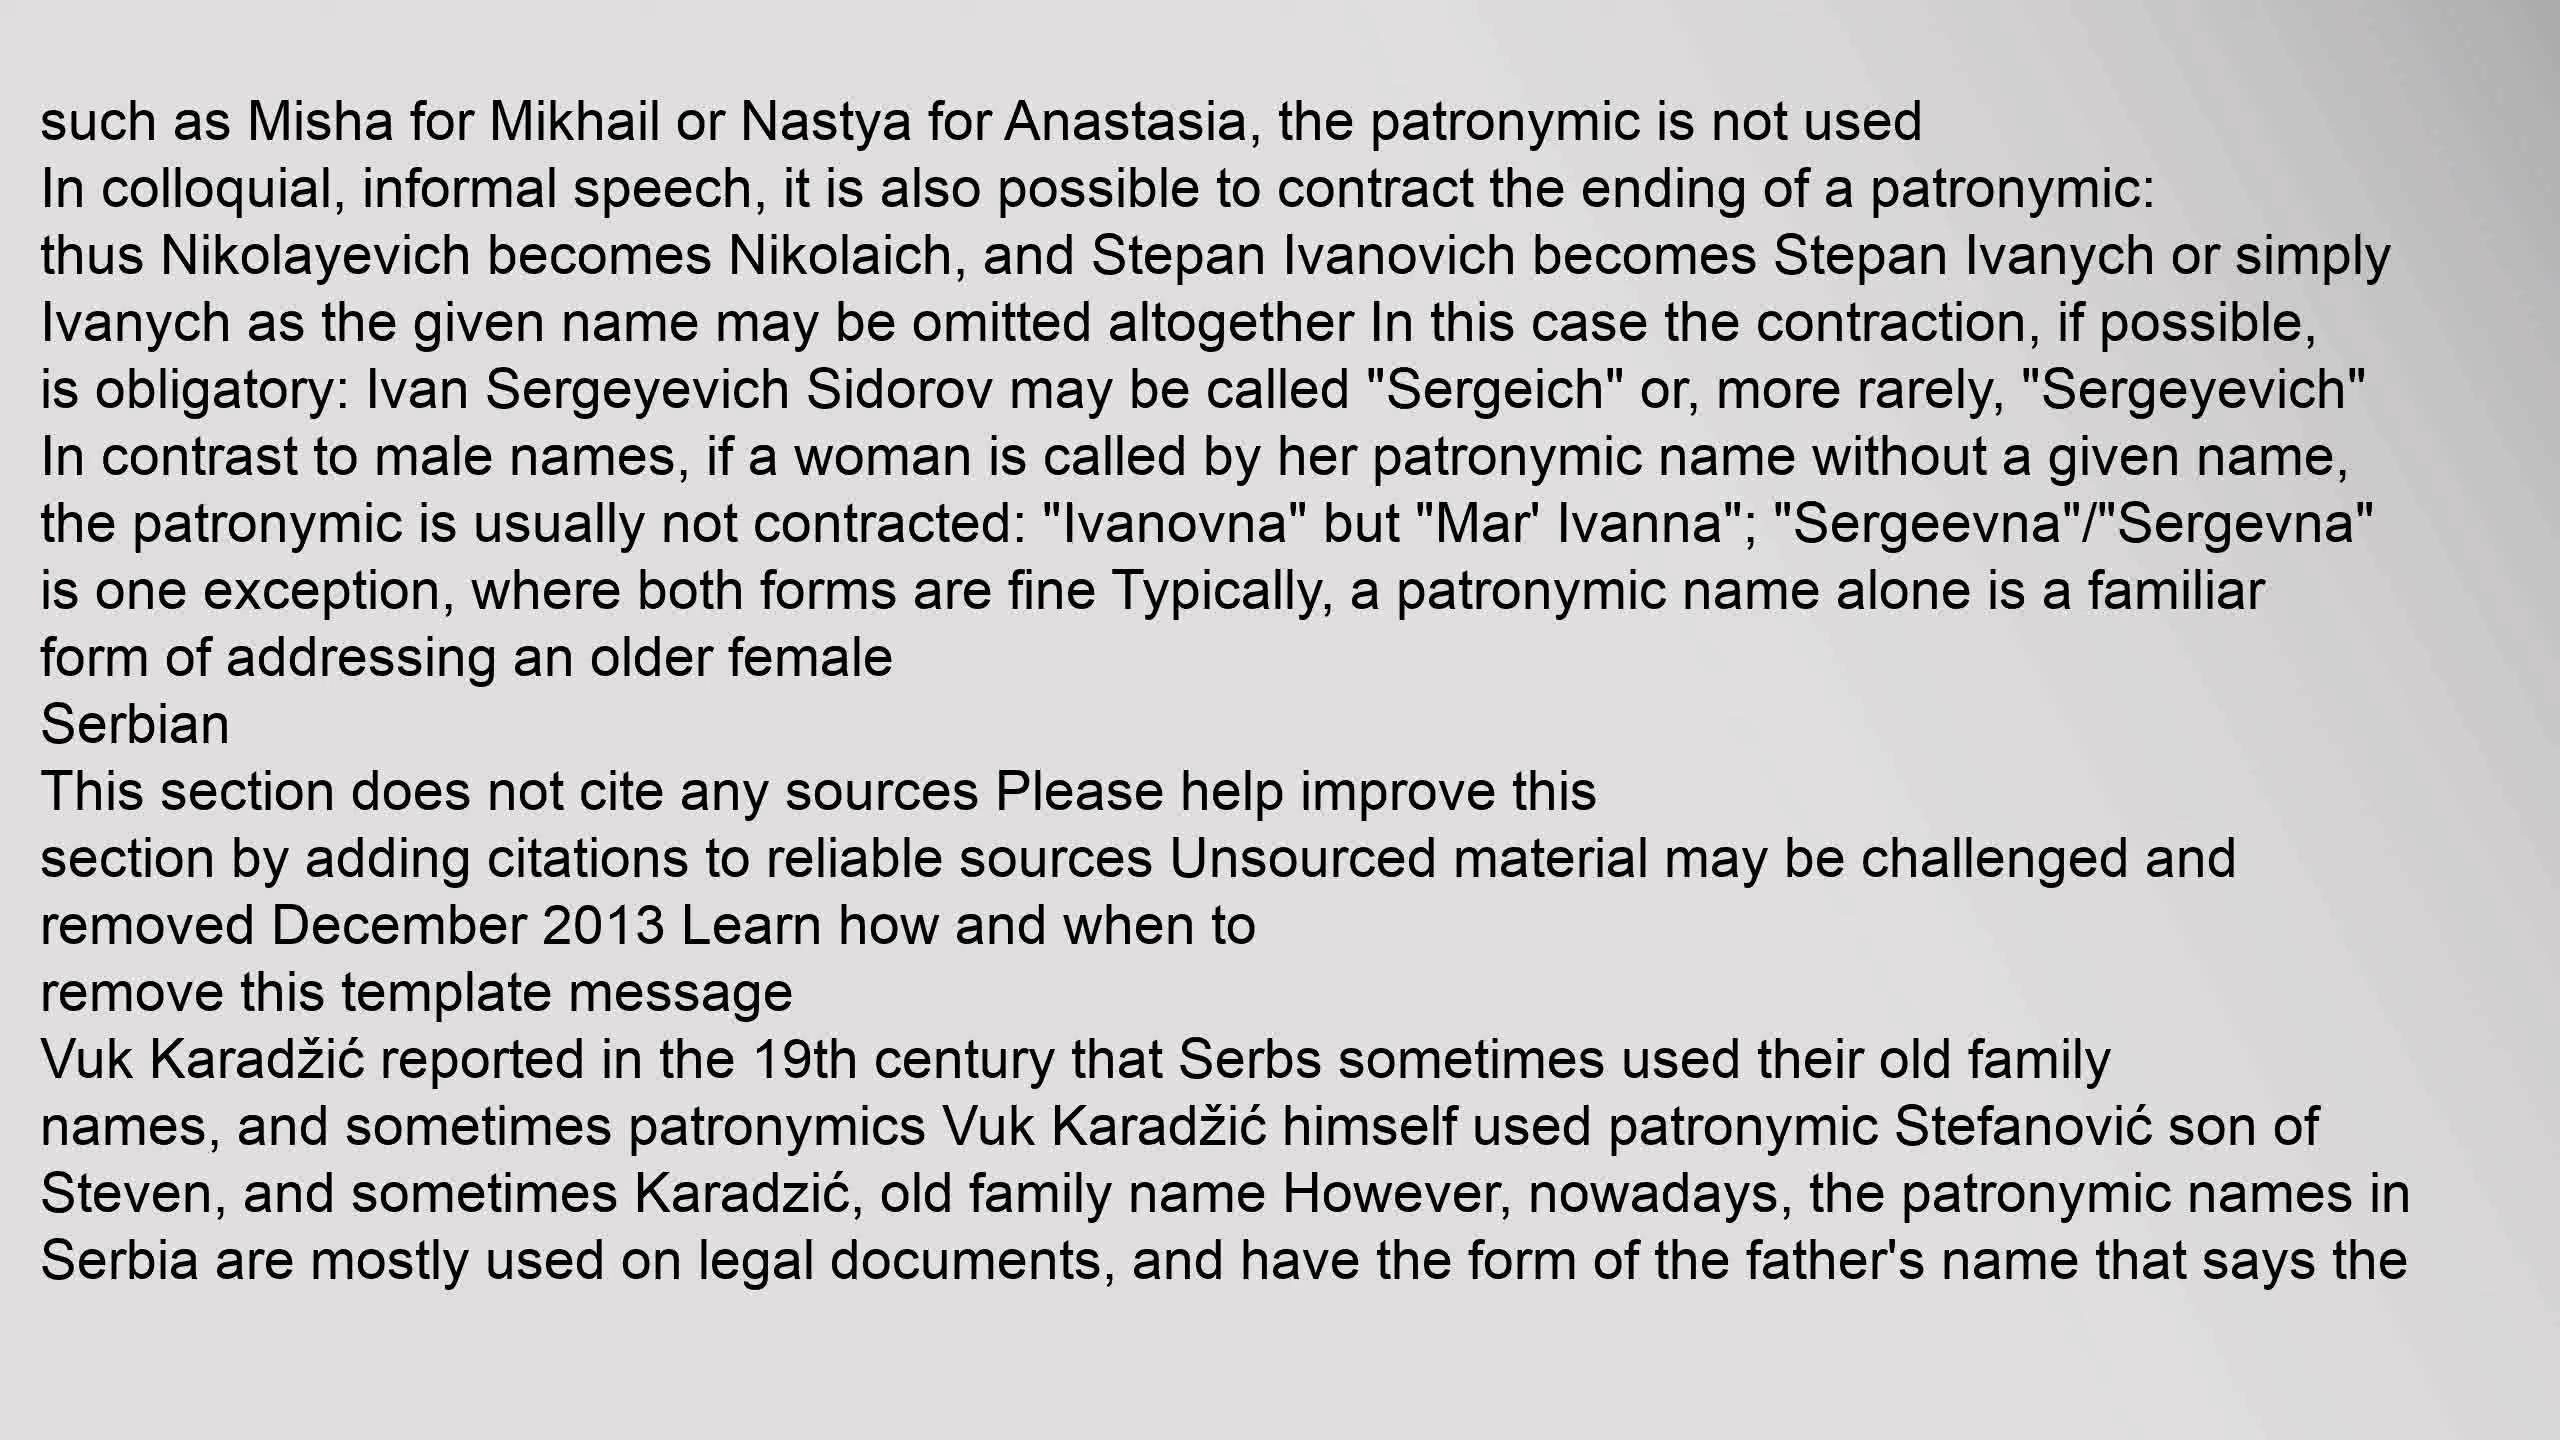 such as Misha for Mikhail or Nastya for Anastasia, the patronymic is not used
In colloquial, informal speech, it is also possible to contract the ending of a patronymic:
thus Nikolayevich becomes Nikolaich, and Stepan Ivanovich becomes Stepan Ivanych or simply
Ivanych as the given name may be omitted altogether In this case the contraction, if possible,
is obligatory: Ivan Sergeyevich Sidorov may be called "Sergeich" or, more rarely, "Sergeyevich"
In contrast to male names, if a woman is called by her patronymic name without a given name,
the patronymic is usually not contracted: "Ivanovna" but "Mar' Ivanna"; "Sergeevna"/"Sergevna"
is one exception, where both forms are fine Typically, a patronymic name alone is a familiar
form of addressing an older female
Serbian
This section does not cite any sources Please help improve this
section by adding citations to reliable sources Unsourced material may be challenged and
removed December 2013 Learn how and when to
remove this template message
Vuk Karadžić reported in the 19th century that Serbs sometimes used their old family
names, and sometimes patronymics Vuk Karadžić himself used patronymic Stefanović son of
Steven, and sometimes Karadzić, old family name However, nowadays, the patronymic names in
Serbia are mostly used on legal documents, and have the form of the father's name that says the